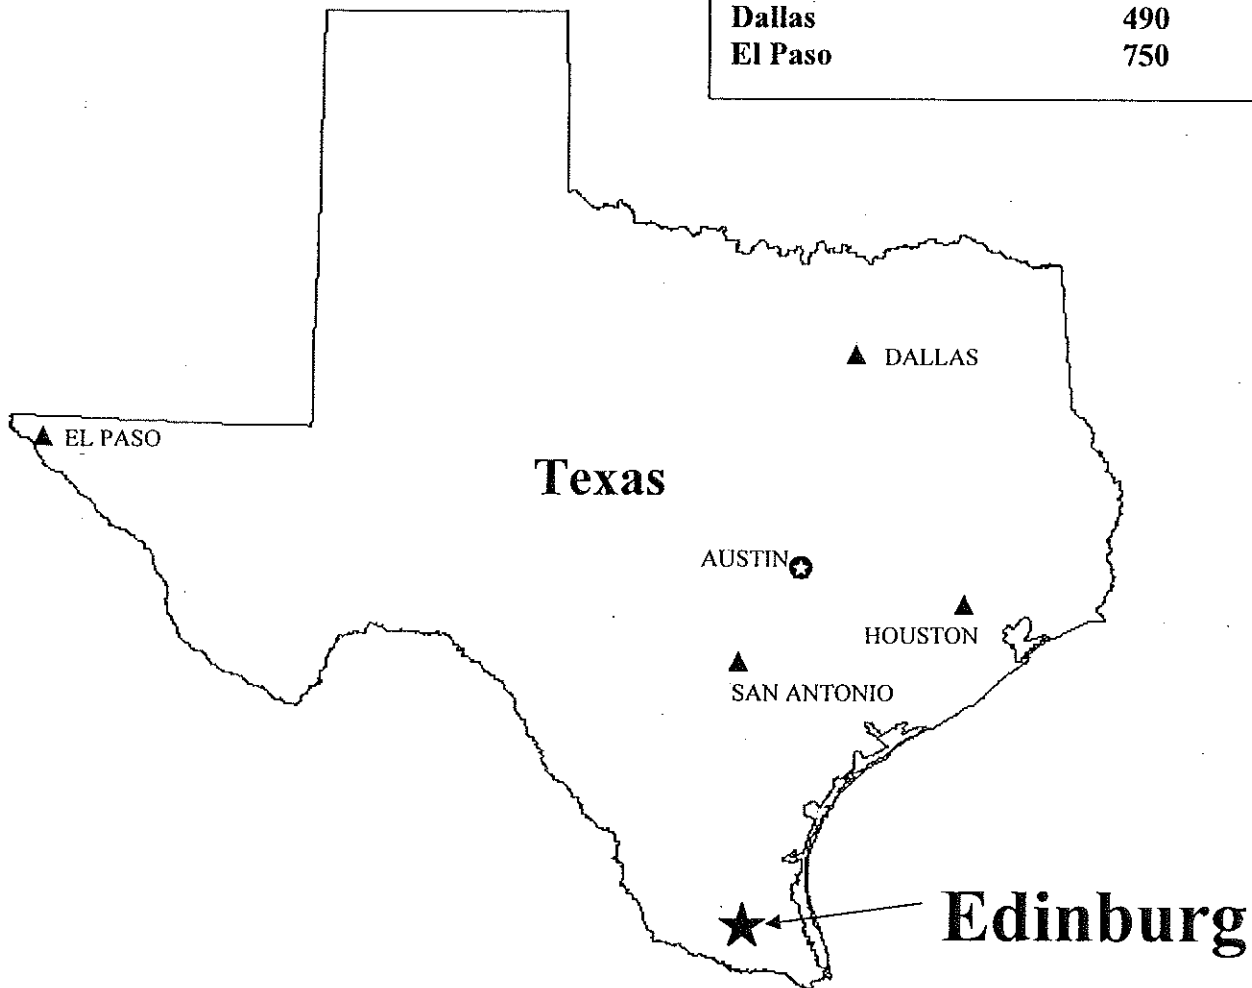 Dallas 490
El Paso 750
DALLAS
EL PASO
Texas
AUSTIN
HOUSTON
SAN ANTONIO
Edinburg